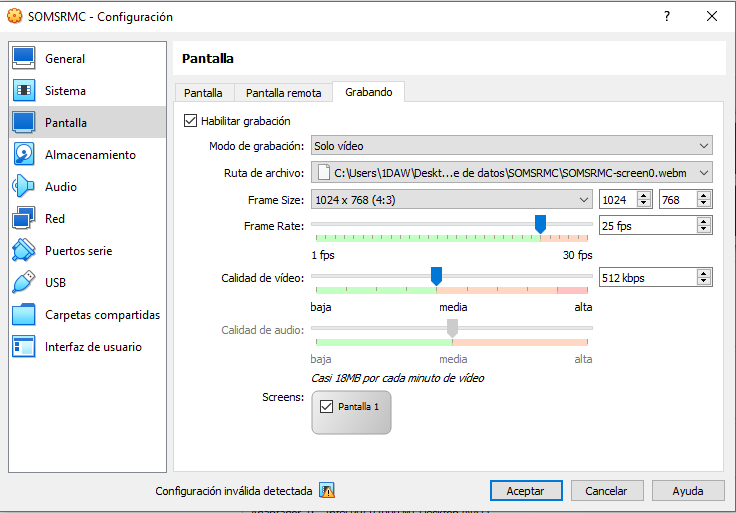 SOMSRMC - Configuración
General
Sistema
Pantalla
Almacenamiento
Audio
Red
Puertos serie
USB
Carpetas compartidas
Interfaz de usuario
Pantalla
Pantalla Pantalla remota Grabando
Habilitar grabación
Modo de grabación: Solo vídeo
Ruta de archivo: C:\Users\1DAW\Deskt...e de datos\SOMSRMC\SOMSRMC-screen0.webm
Frame Size: 1024 x 768 (4:3) 1024 768
Frame Rate: 25 fps
1 fps 30 fps
Calidad de vídeo: 512 kbps
baja media alta
Calidad de audio:
baja media alta
Casi 18MB por cada minuto de vídeo
Screens: Pantalla 1
Configuración inválida detectada Aceptar Cancelar Ayuda